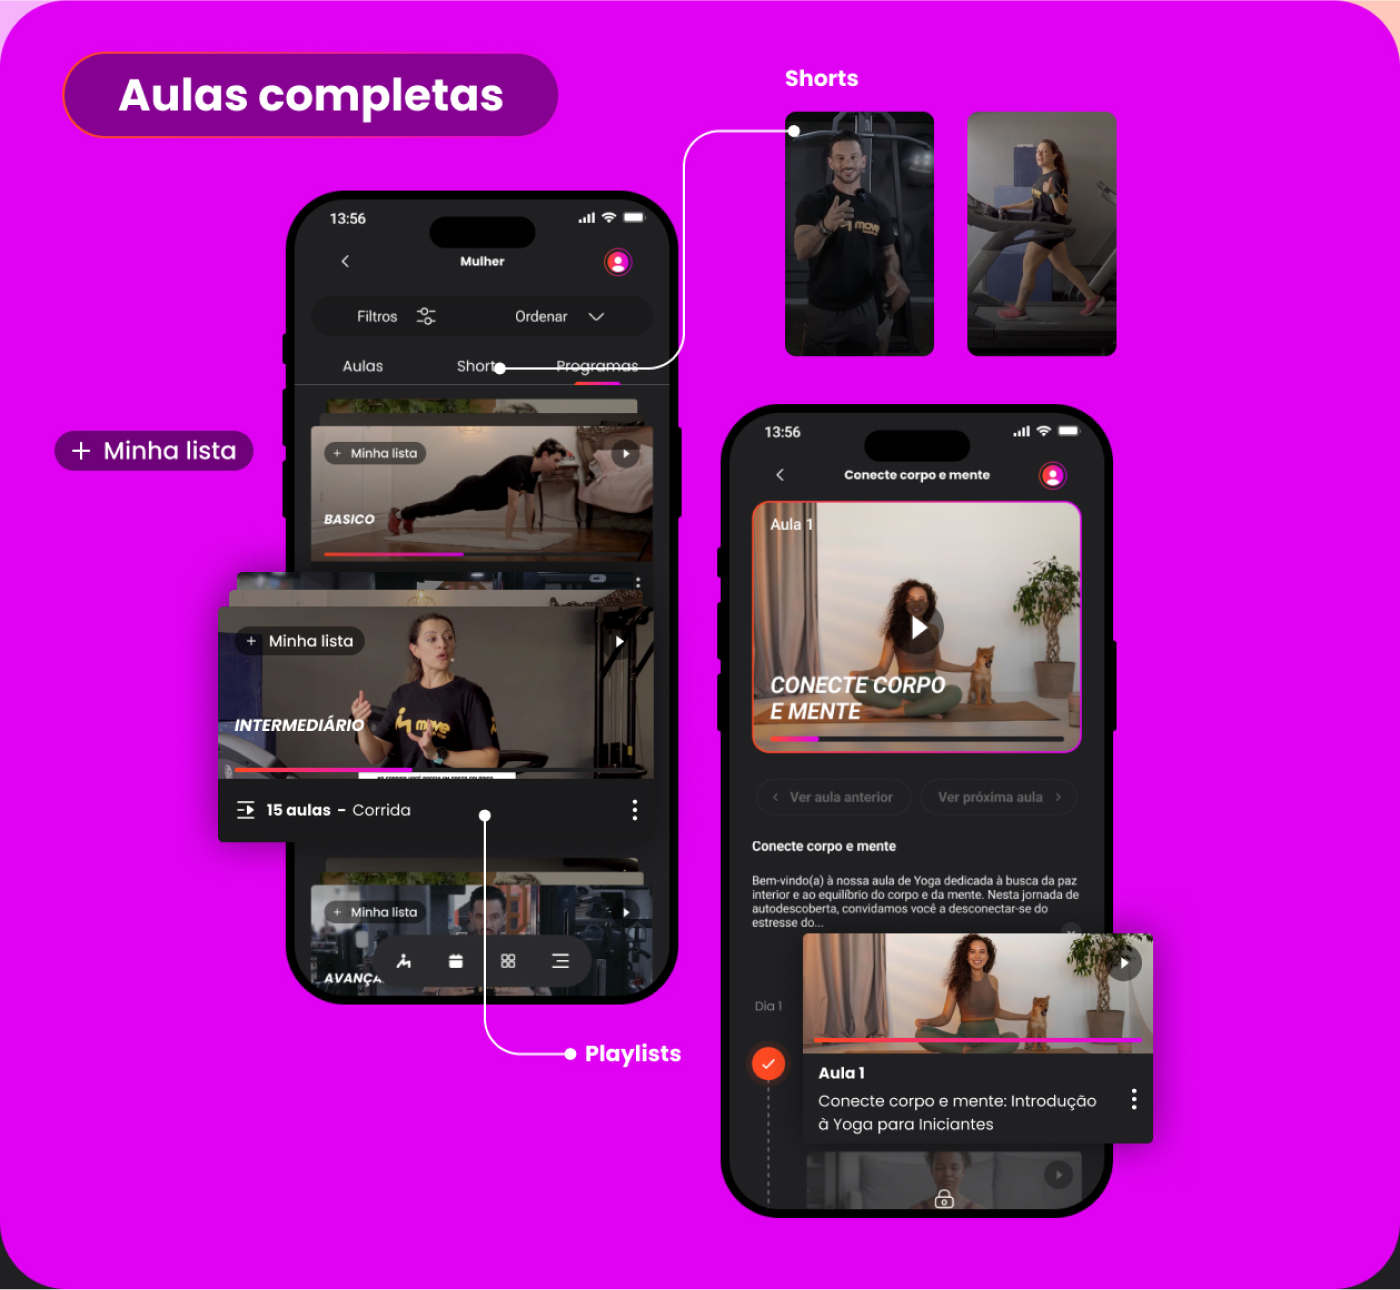 Aulas completas
Shorts
13:56
Mulher
Filtros
Ordenar
Aulas
Short
Programas
+ Minha lista
+ Minha lista
BASICO
+ Minha lista
move
INTERMEDIÁRIO
15 aulas - Corrida
+ Minha lista
AVANÇA
Playlists
move
13:56
Conecte corpo e mente
Aula 1
CONECTE CORPO
E MENTE
Ver aula anterior
Ver próxima aula
Conecte corpo e mente
Bem-vindo(a) à nossa aula de Yoga dedicada à busca da paz
interior e ao equilíbrio do corpo e da mente. Nesta jornada de
autodescoberta, convidamos você a desconectar-se do
estresse do...
Dia 1
Aula 1
Conecte corpo e mente: Introdução
à Yoga para Iniciantes